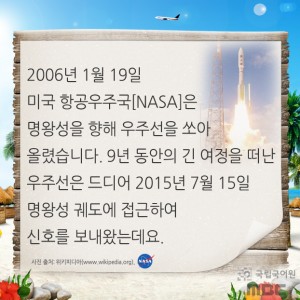 2006년 1월 19일
미국 항공우주국[NASA]은
명왕성을 향해 우주선을 쏘아
올렸습니다. 9년 동안의 긴 여정을 떠난
우주선은 드디어 2015년 7월 15일
명왕성 궤도에 접근하여
신호를 보내왔는데요.
사진 출처: 위키피디아(www.wikipedia.org), NASA
국립국어원
MBC